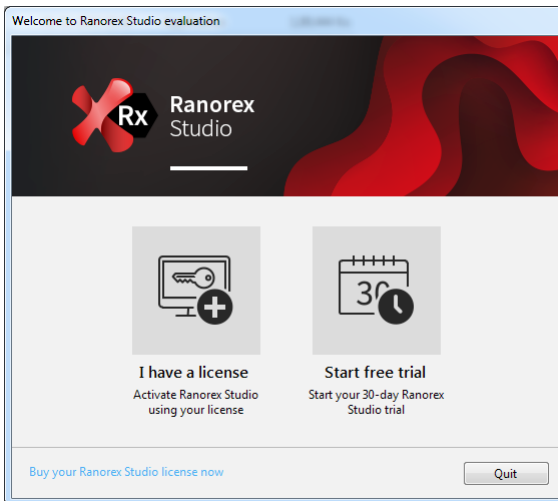 Welcome to Ranorex Studio evaluation
Rx
Ranorex
Studio
30
I have a license
Activate Ranorex Studio
using your license
Start free trial
Start your 30-day Ranorex
Studio trial
Buy your Ranorex Studio license now
Quit